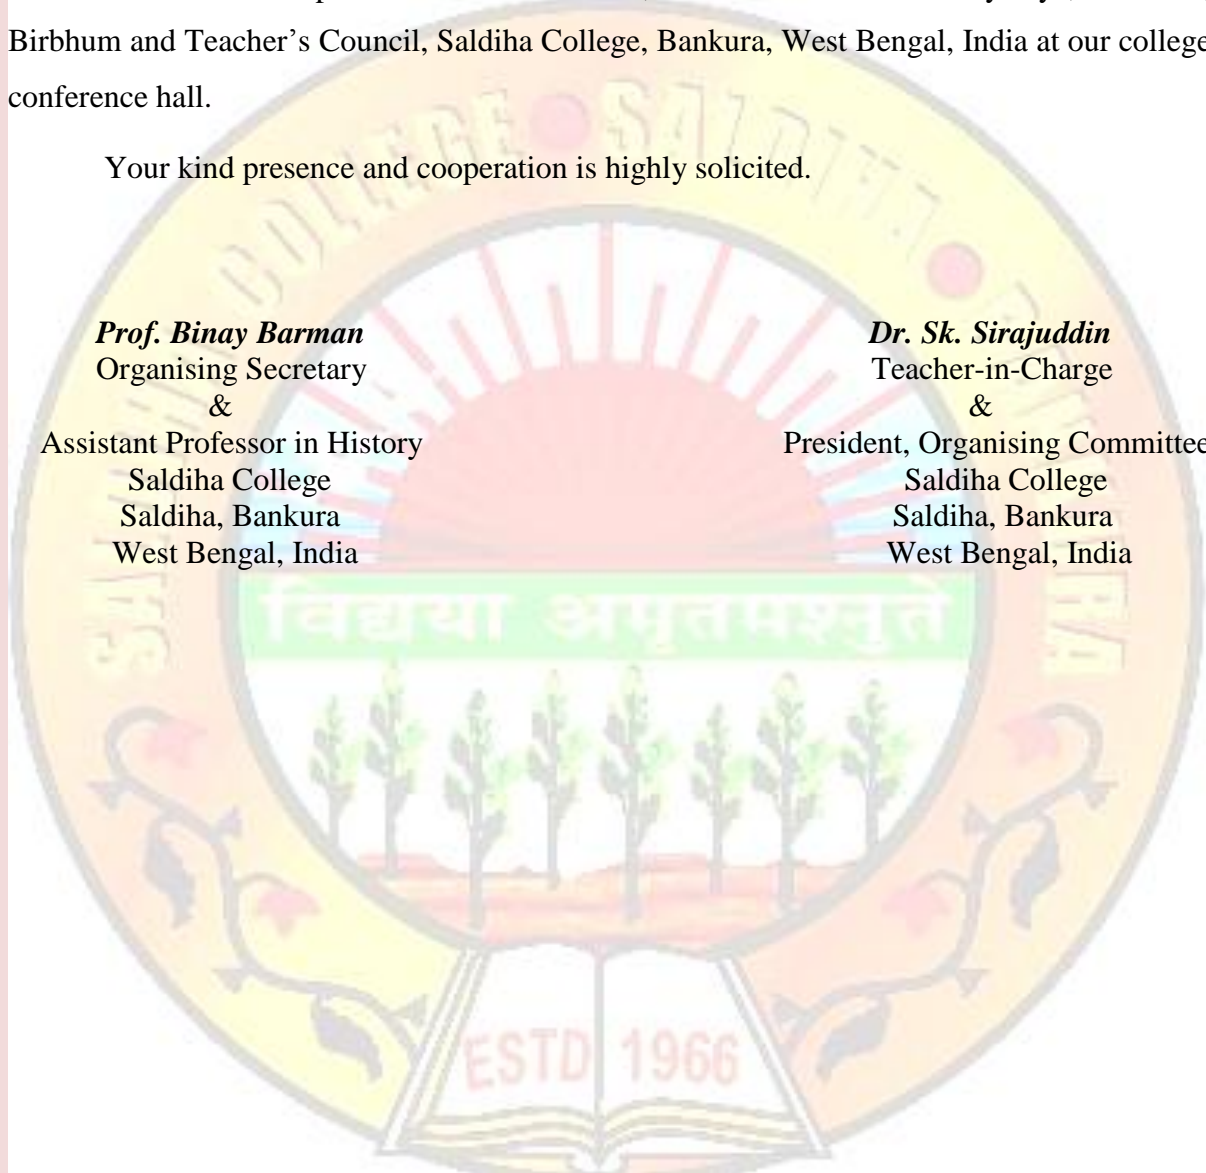 Birbhum and Teacher’s Council, Saldiha College, Bankura, West Bengal, India at our college
conference hall.
Your kind presence and cooperation is highly solicited.
Prof. Binay Barman
Organising Secretary
&
Assistant Professor in History
Saldiha College
Saldiha, Bankura
West Bengal, India
Dr. Sk. Sirajuddin
Teacher-in-Charge
&
President, Organising Committee
Saldiha College
Saldiha, Bankura
West Bengal, India
COLLEGE SALDIHA
विद्यया अमृतमश्नुते
ESTD 1966